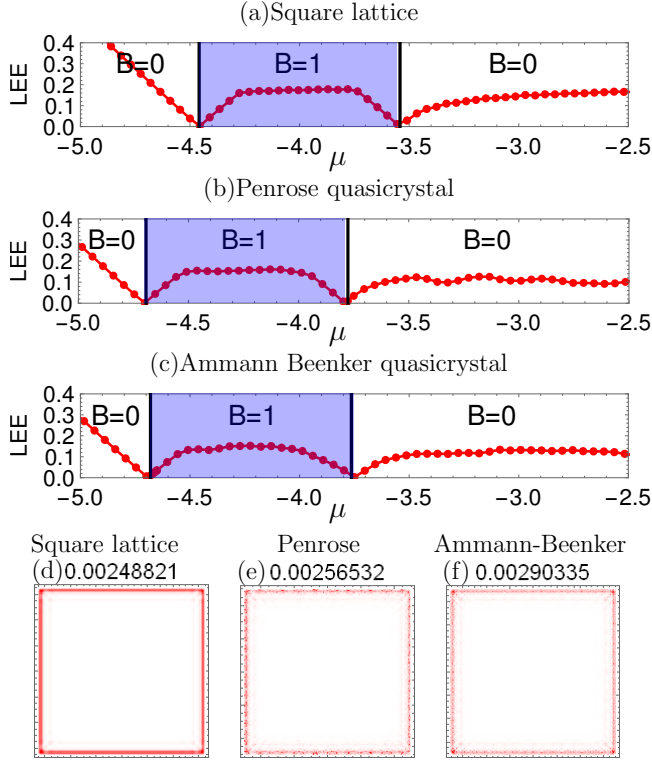 (a)Square lattice
LEE
0.4
0.3
0.2
0.1
0.0
B=0
B=1
B=0
−5.0 −4.5 −4.0 −3.5 −3.0 −2.5
μ
(b)Penrose quasicrystal
LEE
0.4
0.3
0.2
0.1
0.0
B=0
B=1
B=0
−5.0 −4.5 −4.0 −3.5 −3.0 −2.5
μ
(c)Ammann Beenker quasicrystal
LEE
0.4
0.3
0.2
0.1
0.0
B=0
B=1
B=0
−5.0 −4.5 −4.0 −3.5 −3.0 −2.5
μ
Square lattice
(d) 0.00248821
Penrose
(e) 0.00256532
Ammann-Beenker
(f) 0.00290335